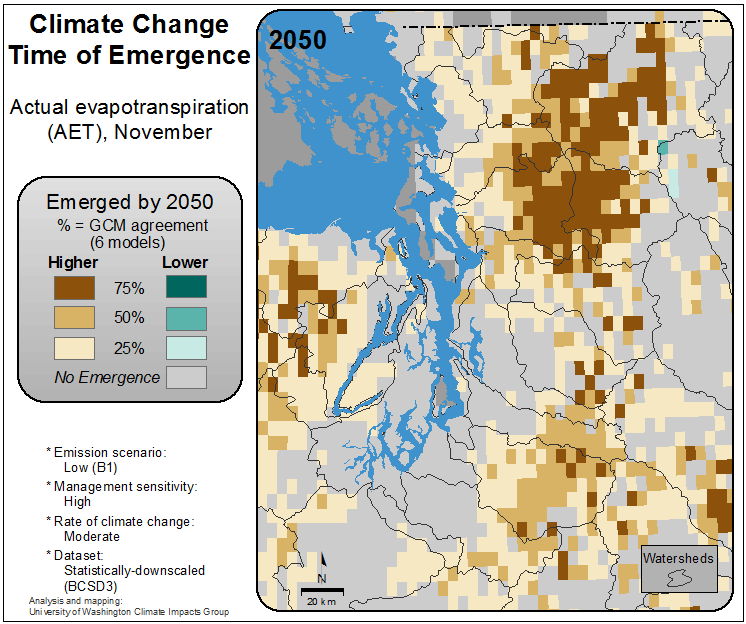 Climate Change
Time of Emergence
Actual evapotranspiration
(AET), November
Emerged by 2050
% = GCM agreement
(6 models)
Higher Lower
75%
50%
25%
No Emergence
* Emission scenario:
Low (B1)
* Management sensitivity:
High
* Rate of climate change:
Moderate
* Dataset:
Statistically-downscaled
(BCSD3)
Analysis and mapping:
University of Washington Climate Impacts Group
2050
N
20 km
Watersheds